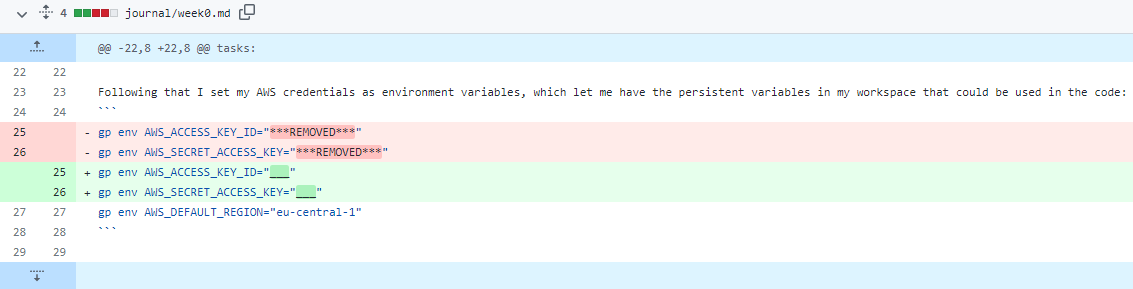 4 journal/week0.md
@@ -22,8 +22,8 @@ tasks:
22 22
23 23 Following that I set my AWS credentials as environment variables, which let me have the persistent variables in my workspace that could be used in the code:
24 24 ```
25 - gp env AWS_ACCESS_KEY_ID="***REMOVED***"
26 - gp env AWS_SECRET_ACCESS_KEY="***REMOVED***"
25 + gp env AWS_ACCESS_KEY_ID="___"
26 + gp env AWS_SECRET_ACCESS_KEY="___"
27 27 gp env AWS_DEFAULT_REGION="eu-central-1"
28 28 ```
29 29